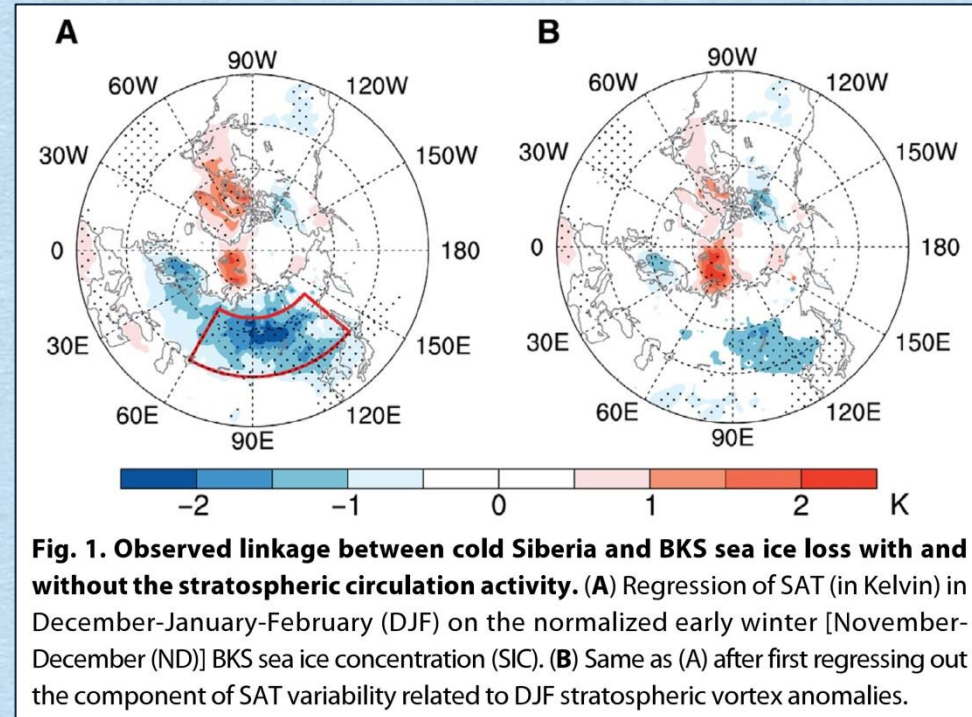 A
B
90W
60W
120W
30W
150W
0
180
30E
150E
60E
120E
90E
90W
60W
120W
30W
150W
0
180
30E
150E
60E
120E
90E
−2 −1 0 1 2 K
Fig. 1. Observed linkage between cold Siberia and BKS sea ice loss with and
without the stratospheric circulation activity. (A) Regression of SAT (in Kelvin) in
December-January-February (DJF) on the normalized early winter [November-
December (ND)] BKS sea ice concentration (SIC). (B) Same as (A) after first regressing out
the component of SAT variability related to DJF stratospheric vortex anomalies.